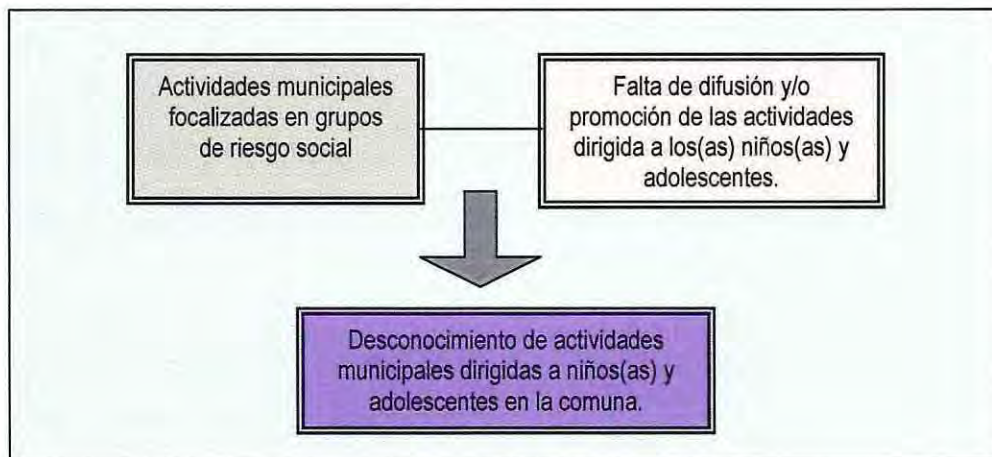 Actividades municipales
focalizadas en grupos
de riesgo social
Falta de difusión y/o
promoción de las actividades
dirigida a los(as) niños(as) y
adolescentes.
Desconocimiento de actividades
municipales dirigidas a niños(as) y
adolescentes en la comuna.